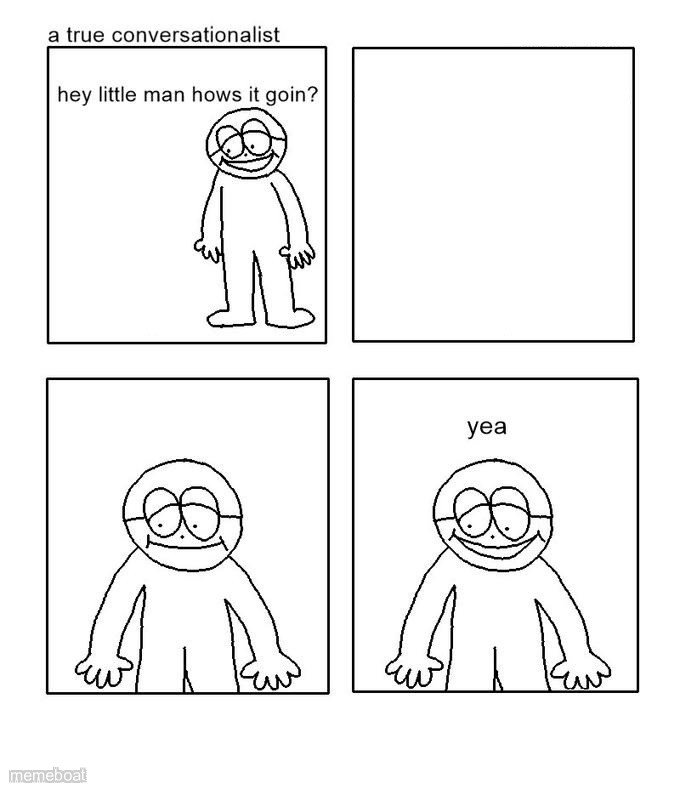 a true conversationalist
hey little man hows it goin?
yea
memeboat